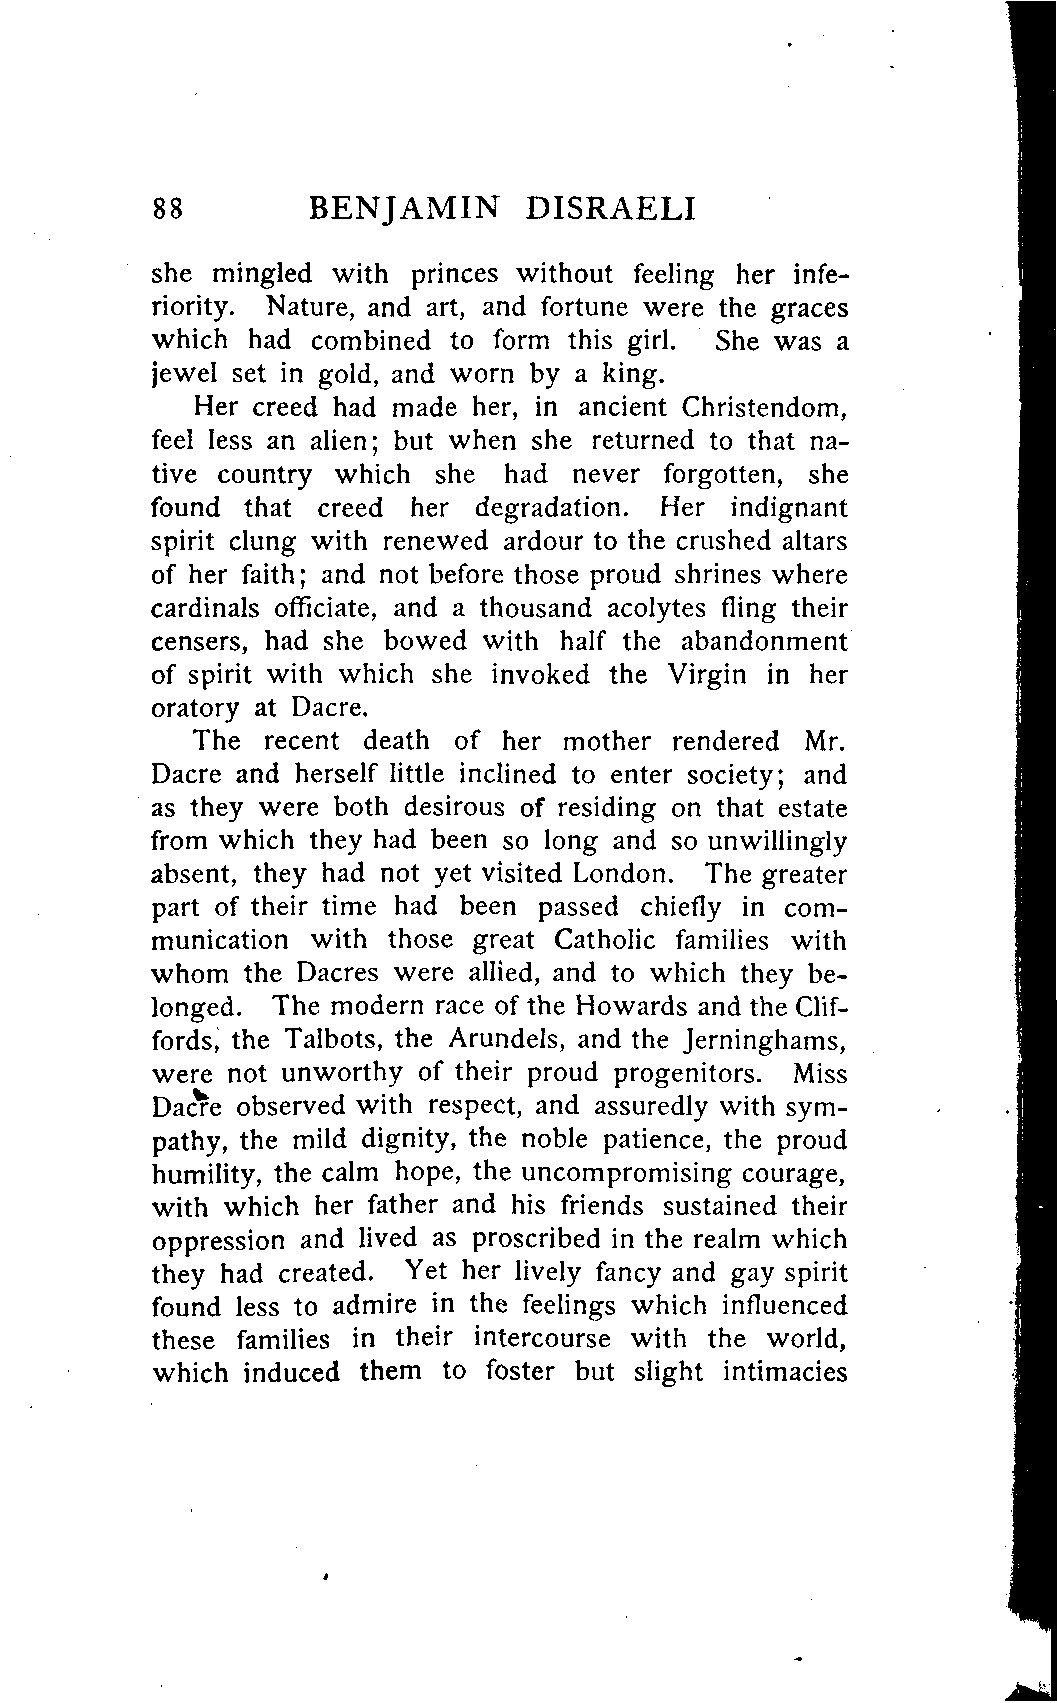 88 BENJAMIN DISRAELI
she mingled with princes without feeling her infe-
riority. Nature, and art, and fortune were the graces
which had combined to form this girl. She was a
jewel set in gold, and worn by a king.
Her creed had made her, in ancient Christendom,
feel less an alien; but when she returned to that na-
tive country which she had never forgotten, she
found that creed her degradation. Her indignant
spirit clung with renewed ardour to the crushed altars
of her faith; and not before those proud shrines where
cardinals officiate, and a thousand acolytes fling their
censers, had she bowed with half the abandonment
of spirit with which she invoked the Virgin in her
oratory at Dacre.
The recent death of her mother rendered Mr.
Dacre and herself little inclined to enter society; and
as they were both desirous of residing on that estate
from which they had been so long and so unwillingly
absent, they had not yet visited London. The greater
part of their time had been passed chiefly in com-
munication with those great Catholic families with
whom the Dacres were allied, and to which they be-
longed. The modern race of the Howards and the Clif-
fords, the Talbots, the Arundels, and the Jerninghams,
were not unworthy of their proud progenitors. Miss
Dacre observed with respect, and assuredly with sym-
pathy, the mild dignity, the noble patience, the proud
humility, the calm hope, the uncompromising courage,
with which her father and his friends sustained their
oppression and lived as proscribed in the realm which
they had created. Yet her lively fancy and gay spirit
found less to admire in the feelings which influenced
these families in their intercourse with the world,
which induced them to foster but slight intimacies